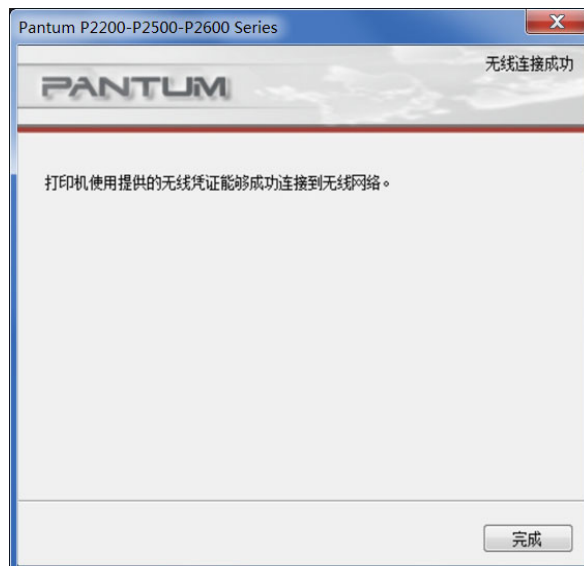 Pantum P2200-P2500-P2600 Series
无线连接成功
PANTUM
打印机使用提供的无线凭证能够成功连接到无线网络。
完成